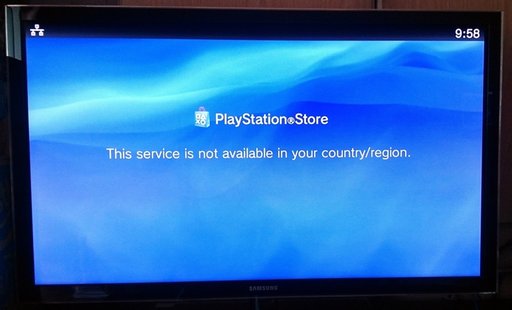 9:58
PlayStation®Store
This service is not available in your country/region.
SAMSUNG